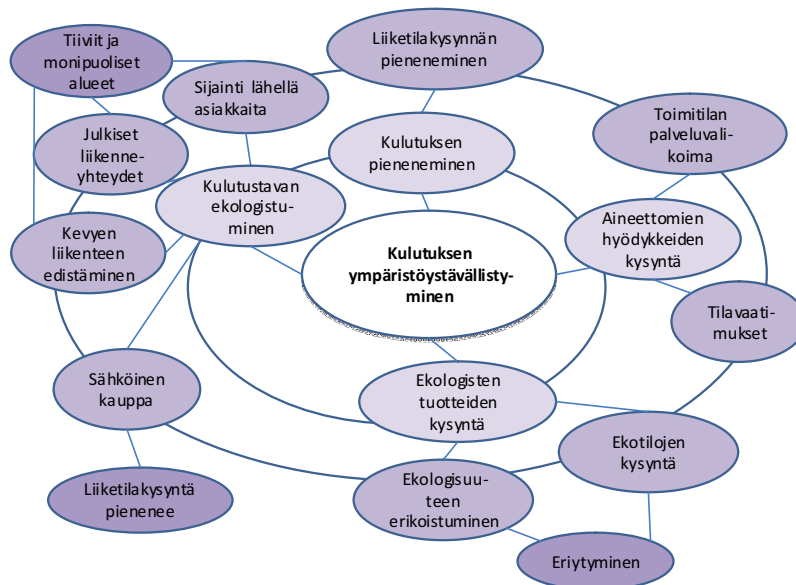 Tiiviit ja
monipuoliset
alueet
Liiketilakysynnän
pieneneminen
Sijainti lähellä
asiakkaita
Toimitilan
palveluvali-
koima
Julkiset
liikenne-
yhteydet
Kulutuksen
pieneneminen
Kulutustavan
ekologistu-
minen
Aineettomien
hyödykkeiden
kysyntä
Kevyen
liikenteen
edistäminen
Kulutuksen
ympäristöystävällisty-
minen
Tilavaati-
mukset
Sähköinen
kauppa
Ekologisten
tuotteiden
kysyntä
Ekotilojen
kysyntä
Liiketilakysyntä
pienenee
Ekologisuu-
teen
erikoistuminen
Eriytyminen